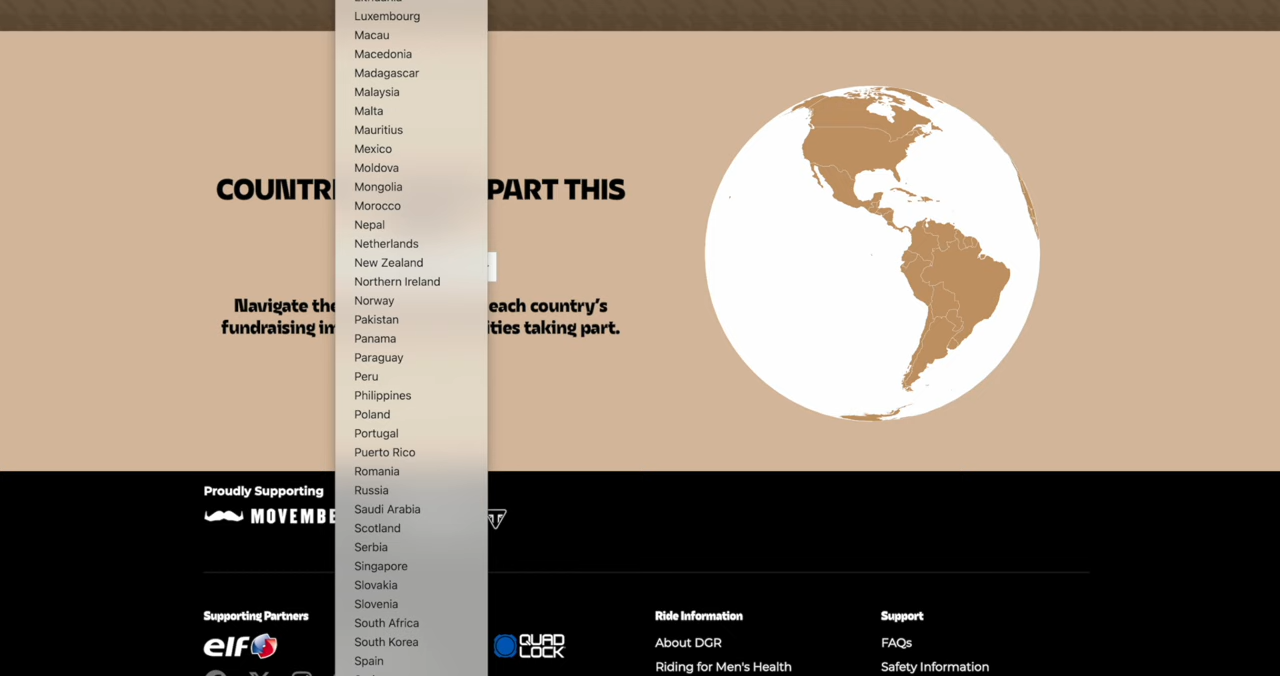 Luxembourg
Macau
Macedonia
Madagascar
Malaysia
Malta
Mauritius
Mexico
Moldova
Mongolia
Morocco
Nepal
Netherlands
New Zealand
Northern Ireland
Norway
Pakistan
Panama
Paraguay
Peru
Philippines
Poland
Portugal
Puerto Rico
Romania
Russia
Saudi Arabia
Scotland
Serbia
Singapore
Slovakia
Slovenia
South Africa
South Korea
Spain
COUNTRI PART THIS
Navigate the each country's
fundraising im ities taking part.
Proudly Supporting
MOVEMBE
Supporting Partners
elf
QUAD
LOCK
Ride Information
About DGR
Riding for Men's Health
Support
FAQs
Safety Information